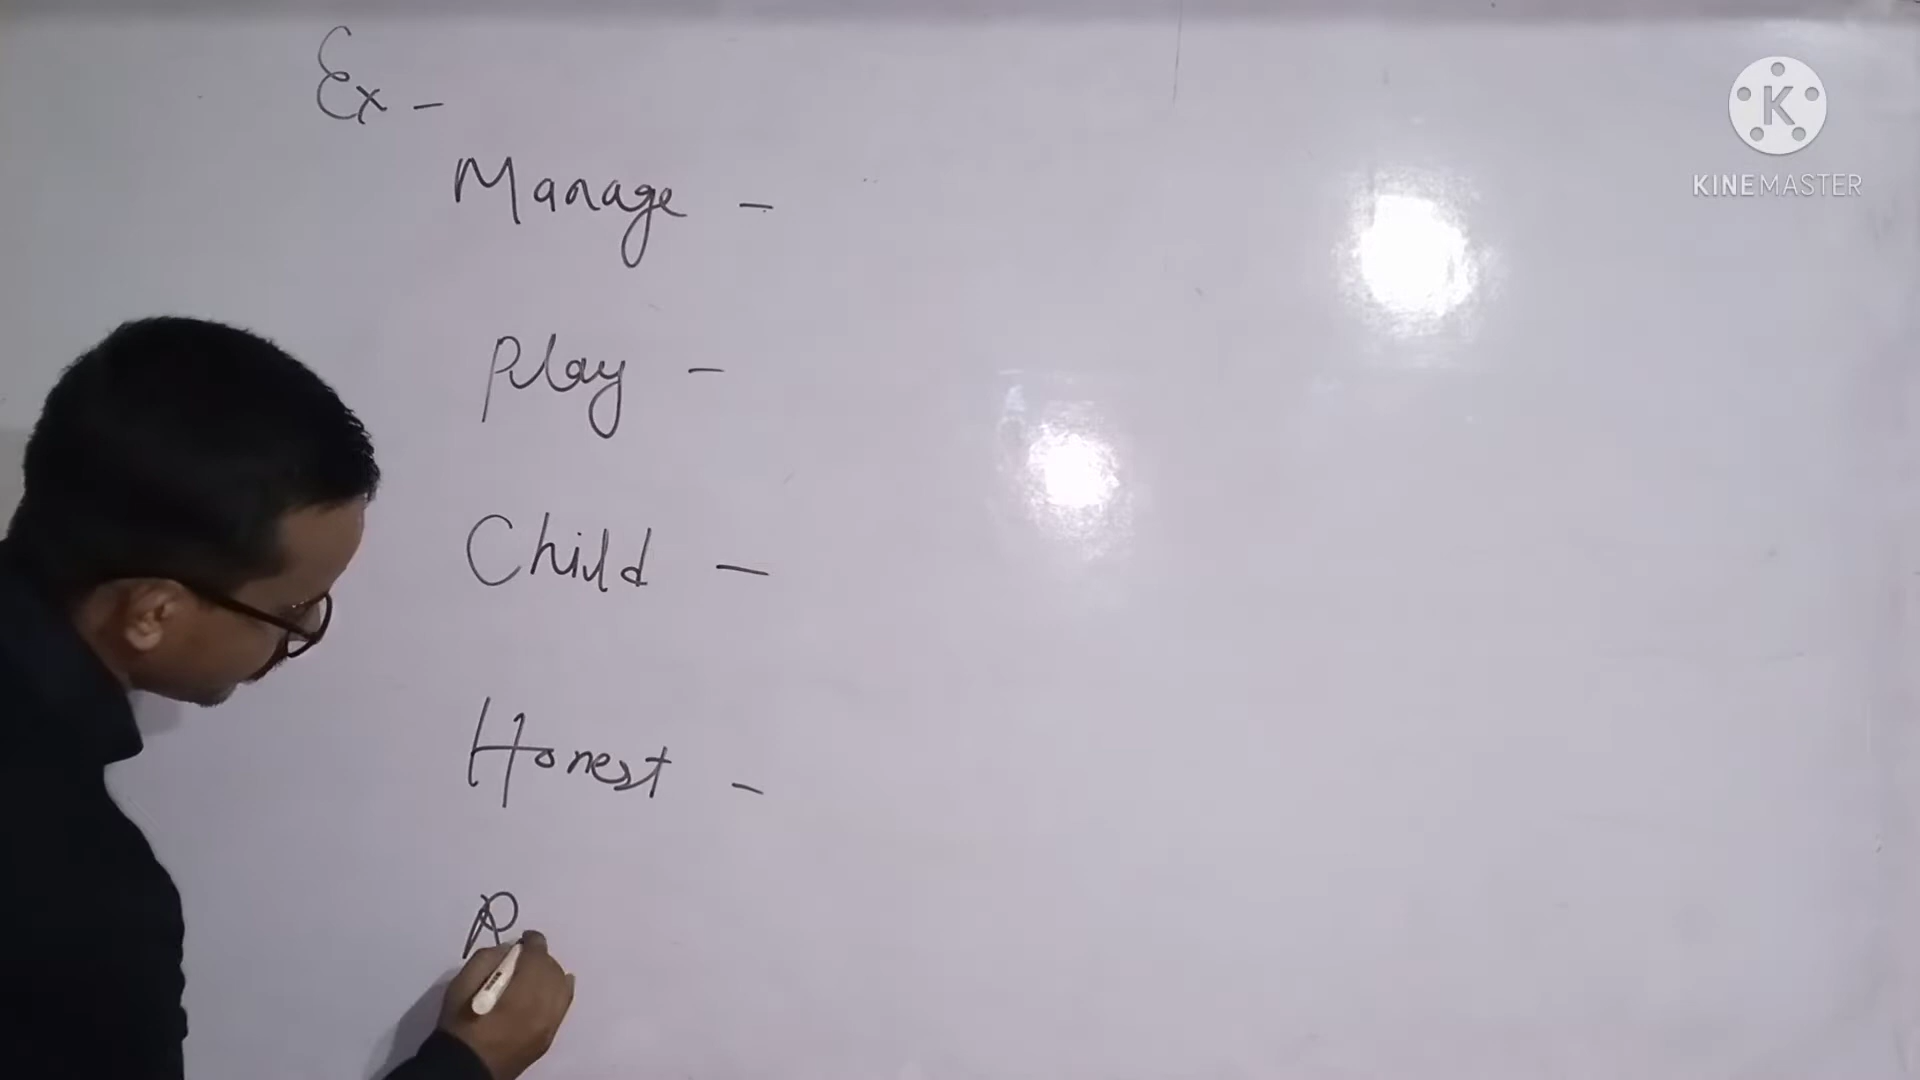 Ex -
K
KINEMASTER
Manage -
Play -
Child -
Honest -